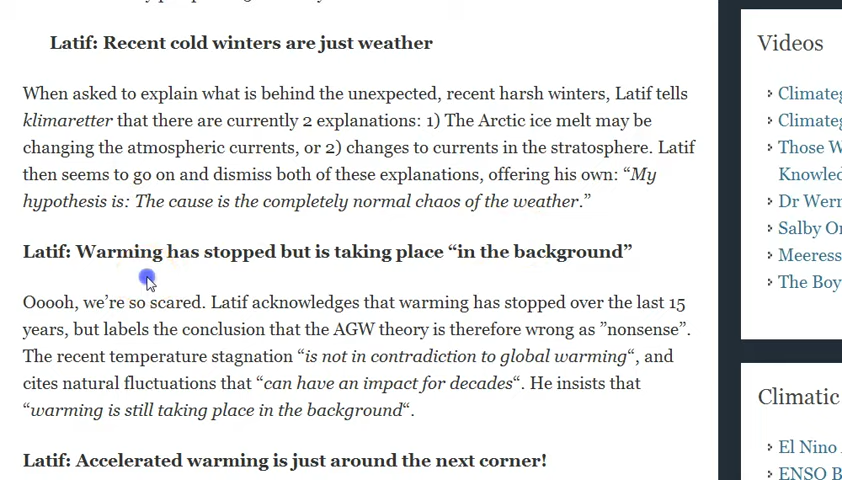 Latif: Recent cold winters are just weather
When asked to explain what is behind the unexpected, recent harsh winters, Latif tells
klimaretter that there are currently 2 explanations: 1) The Arctic ice melt may be
changing the atmospheric currents, or 2) changes to currents in the stratosphere. Latif
then seems to go on and dismiss both of these explanations, offering his own: “My
hypothesis is: The cause is the completely normal chaos of the weather.”
Latif: Warming has stopped but is taking place “in the background”
Ooooh, we’re so scared. Latif acknowledges that warming has stopped over the last 15
years, but labels the conclusion that the AGW theory is therefore wrong as ”nonsense”.
The recent temperature stagnation “is not in contradiction to global warming“, and
cites natural fluctuations that “can have an impact for decades“. He insists that
“warming is still taking place in the background“.
Latif: Accelerated warming is just around the next corner!
Videos
Climateg
Climateg
Those W
Knowled
Dr Wern
Salby On
Meeress
The Boy
Climatic
El Nino
ENSO B